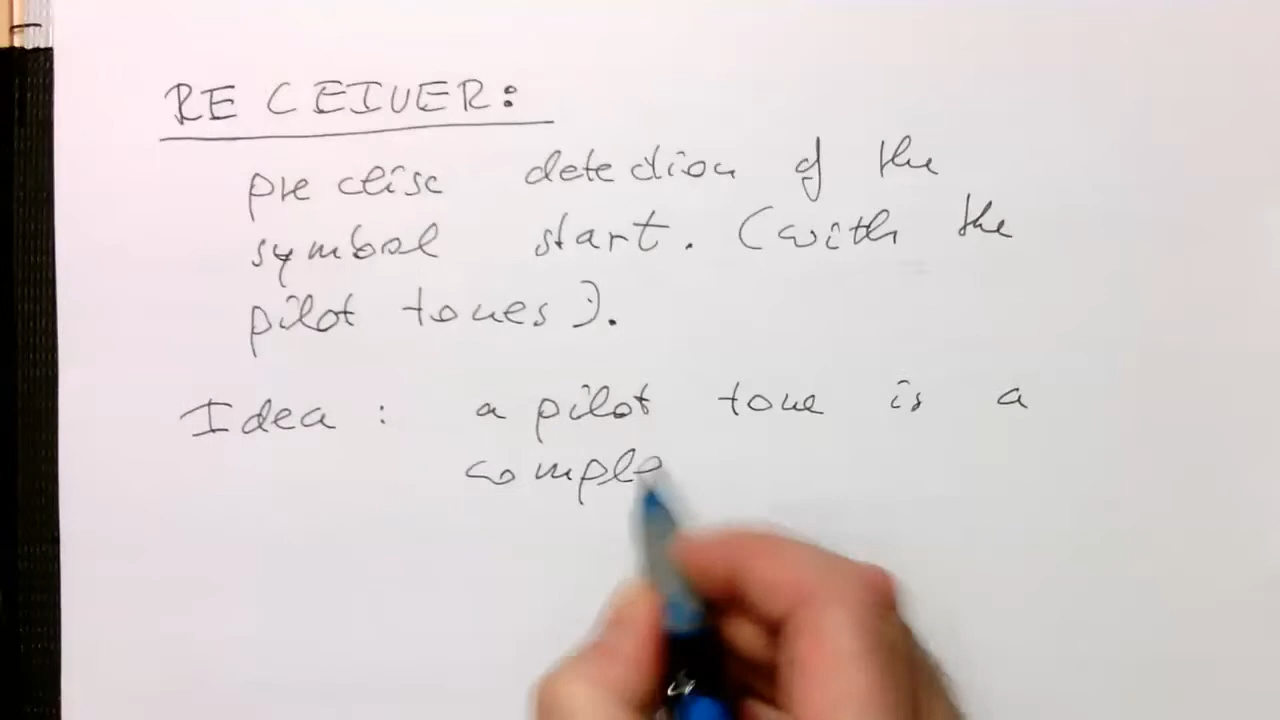 RECEIVER:
precise detection of the
symbol start. (with the
pilot tones).
Idea: a pilot tone is a
comple